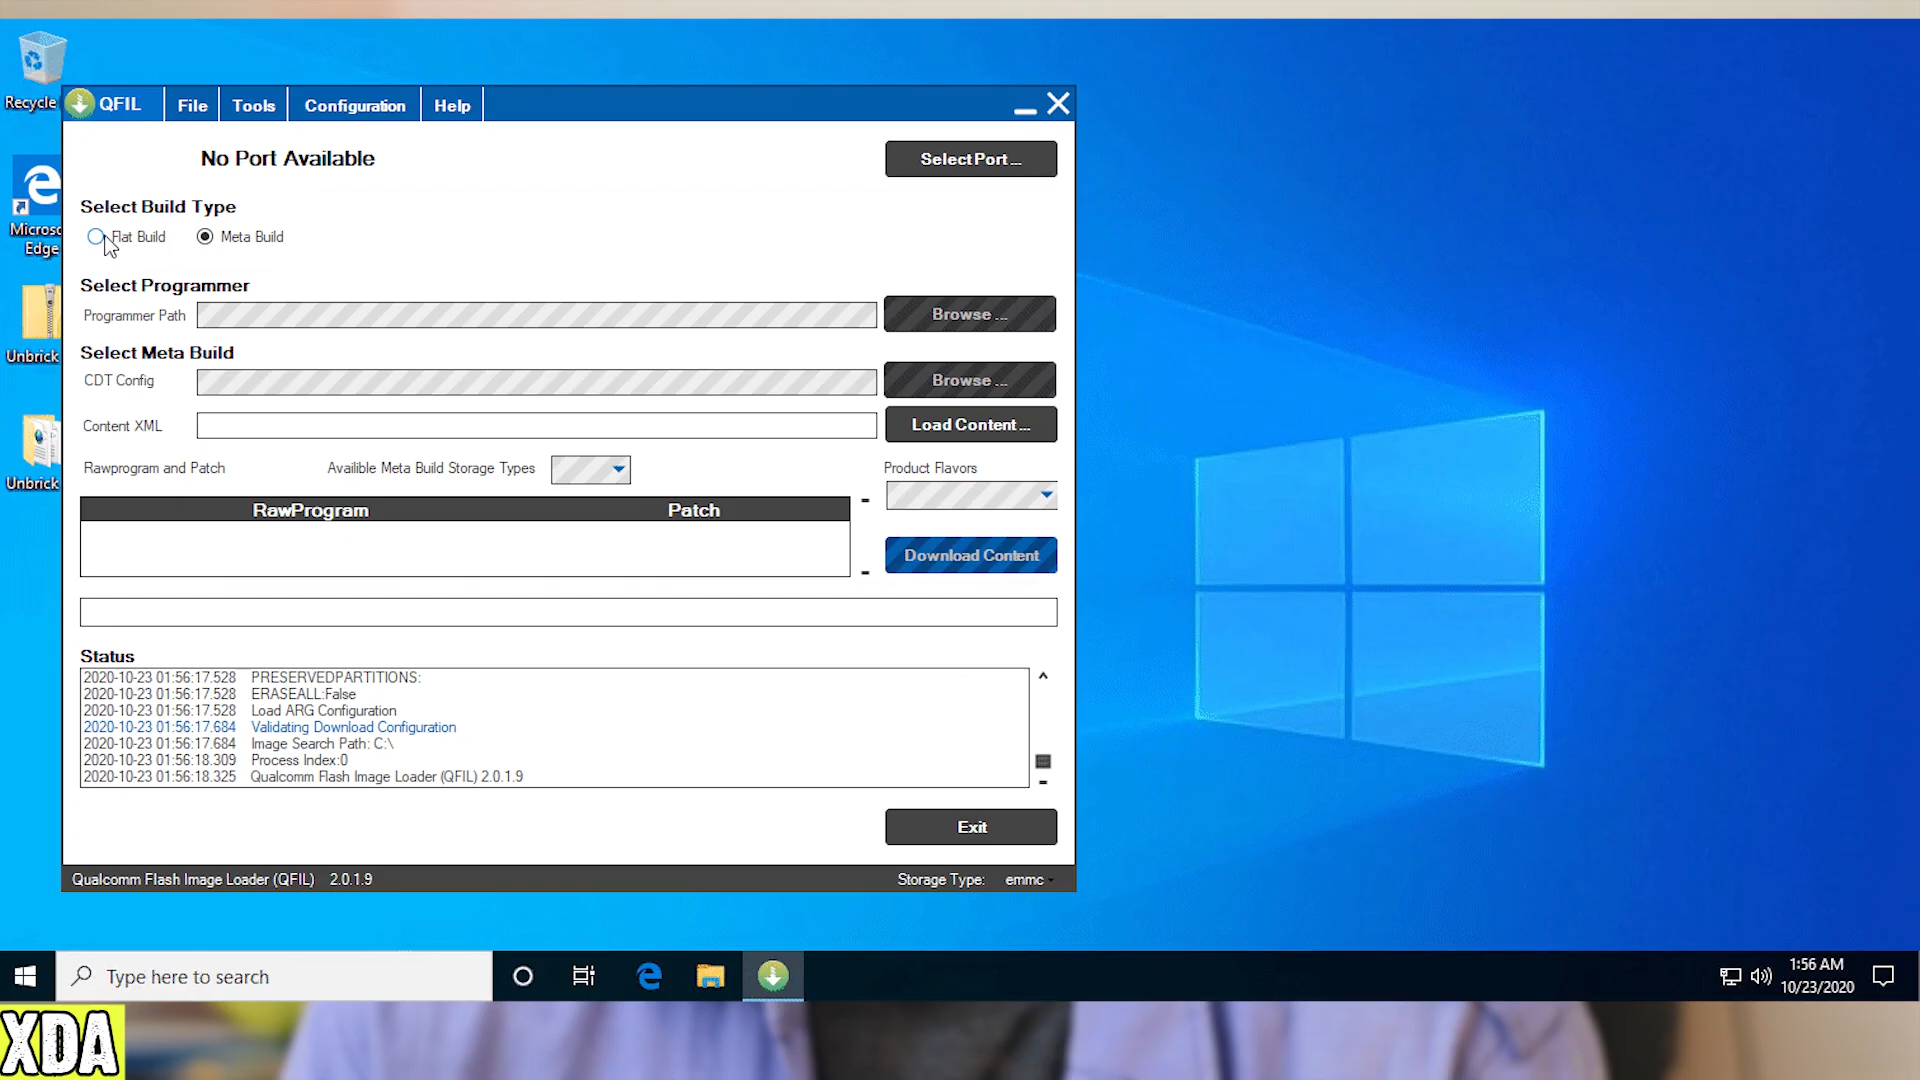 Recycle
QFIL File Tools Configuration Help
No Port Available
Select Port ...
Select Build Type
Flat Build Meta Build
Microso
Edge
Select Programmer
Programmer Path Browse ...
Unbrick
Select Meta Build
CDT Config Browse ...
Content XML Load Content ...
Rawprogram and Patch Availible Meta Build Storage Types Product Flavors
Unbrick
RawProgram Patch
Download Content
Status
2020-10-23 01:56:17.528 PRESERVEDPARTITIONS:
2020-10-23 01:56:17.528 ERASEALL:False
2020-10-23 01:56:17.528 Load ARG Configuration
2020-10-23 01:56:17.684 Validating Download Configuration
2020-10-23 01:56:17.684 Image Search Path: C:\
2020-10-23 01:56:18.309 Process Index:0
2020-10-23 01:56:18.325 Qualcomm Flash Image Loader (QFIL) 2.0.1.9
Exit
Qualcomm Flash Image Loader (QFIL) 2.0.1.9 Storage Type: emmc
Type here to search
1:56 AM
10/23/2020
XDA